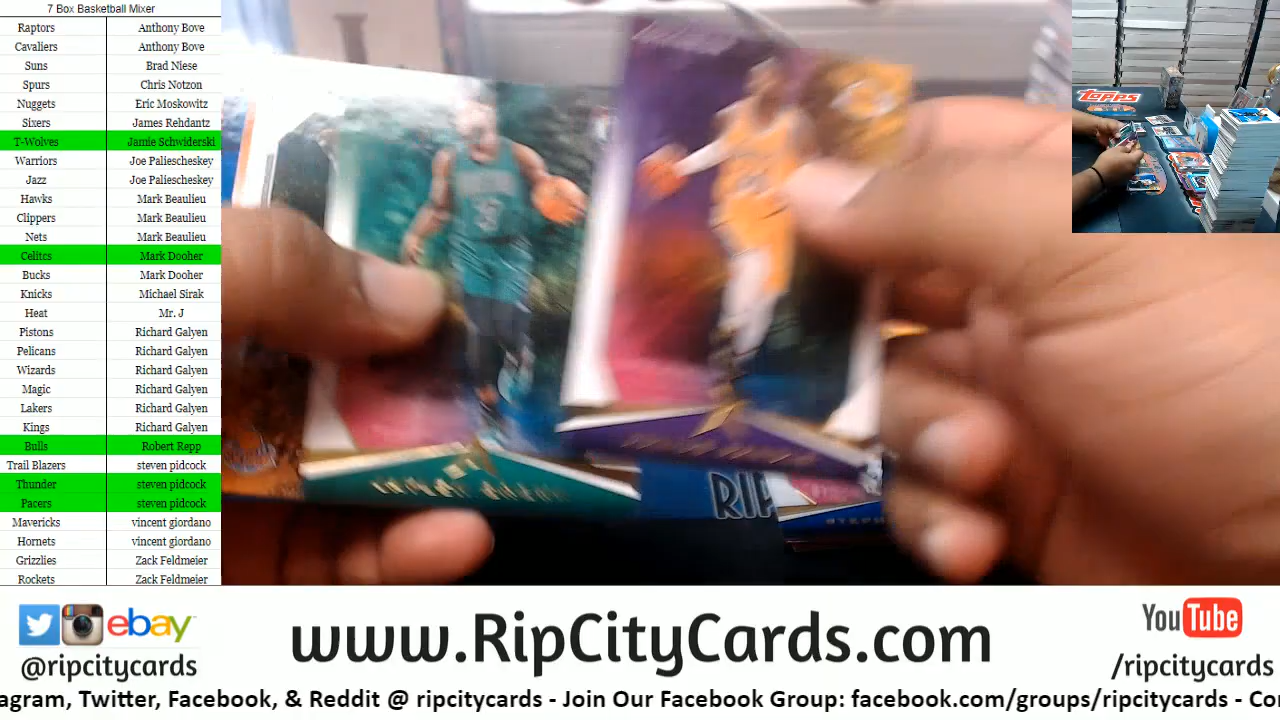 7 Box Basketball Mixer
Raptors Anthony Bove
Cavaliers Anthony Bove
Suns Brad Niese
Spurs Chris Notzon
Nuggets Eric Moskowitz
Sixers James Rehdantz
T-Wolves Jamie Schwiderski
Warriors Joe Paliescheskey
Jazz Joe Paliescheskey
Hawks Mark Beaulieu
Clippers Mark Beaulieu
Nets Mark Beaulieu
Celitcs Mark Dooher
Bucks Mark Dooher
Knicks Michael Sirak
Heat Mr. J
Pistons Richard Galyen
Pelicans Richard Galyen
Wizards Richard Galyen
Magic Richard Galyen
Lakers Richard Galyen
Kings Richard Galyen
Bulls Robert Repp
Trail Blazers steven pidcock
Thunder steven pidcock
Pacers steven pidcock
Mavericks vincent giordano
Hornets vincent giordano
Grizzlies Zack Feldmeier
Rockets Zack Feldmeier
Topps
RIP
ebay
@ripcitycards
www.RipCityCards.com
YouTube
/ripcitycards
agram, Twitter, Facebook, & Reddit @ ripcitycards - Join Our Facebook Group: facebook.com/groups/ripcitycards - Co